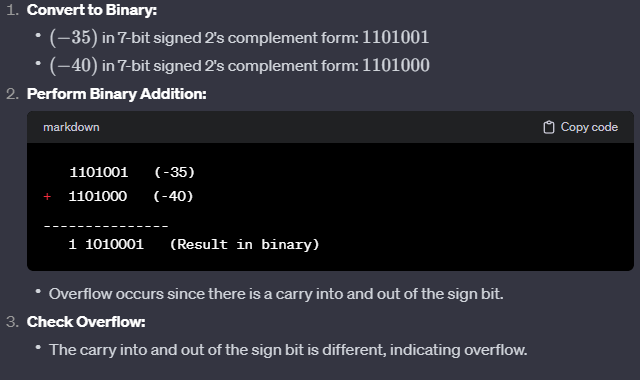 1. Convert to Binary:
• (−35) in 7-bit signed 2's complement form: 1101001
• (−40) in 7-bit signed 2's complement form: 1101000
2. Perform Binary Addition:
markdown Copy code
1101001 (-35)
+ 1101000 (-40)
---------------
1 1010001 (Result in binary)
• Overflow occurs since there is a carry into and out of the sign bit.
3. Check Overflow:
• The carry into and out of the sign bit is different, indicating overflow.